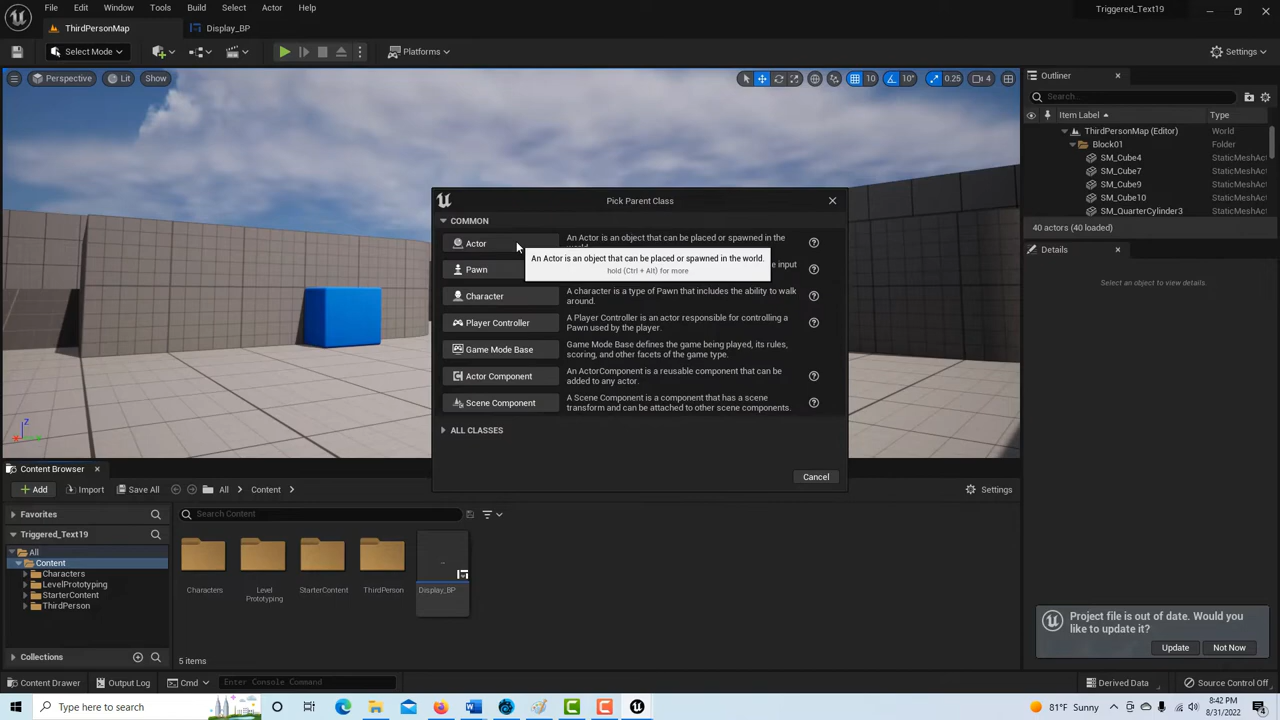 File Edit Window Tools Build Select Actor Help
Triggered_Text19
ThirdPersonMap Display_BP
Select Mode Platforms Settings
Perspective Lit Show 10 10° 0.25 4
Outliner
Search...
Item Label Type
ThirdPersonMap (Editor) World
Block01 Folder
SM_Cube4 StaticMeshAct
SM_Cube7 StaticMeshAct
SM_Cube9 StaticMeshAct
SM_Cube10 StaticMeshAct
SM_QuarterCylinder3 StaticMeshAct
40 actors (40 loaded)
Details
Select an object to view details.
Pick Parent Class
COMMON
Actor An Actor is an object that can be placed or spawned in the
An Actor is an object that can be placed or spawned in the world.
hold (Ctrl + Alt) for more
Pawn input
Character A character is a type of Pawn that includes the ability to walk
around.
Player Controller A Player Controller is an actor responsible for controlling a
Pawn used by the player.
Game Mode Base Game Mode Base defines the game being played, its rules,
scoring, and other facets of the game type.
Actor Component An ActorComponent is a reusable component that can be
added to any actor.
Scene Component A Scene Component is a component that has a scene
transform and can be attached to other scene components.
ALL CLASSES
Cancel
Content Browser
Add Import Save All All Content Settings
Favorites
Search Content
Triggered_Text19
All
Content
Characters
LevelPrototyping
StarterContent
ThirdPerson
Collections
Characters Level
Prototyping StarterContent ThirdPerson Display_BP
5 items
Project file is out of date. Would you
like to update it?
Update Not Now
Content Drawer Output Log Cmd Enter Console Command Derived Data Source Control Off
Type here to search
81°F Sunny
8:42 PM
8/31/2022